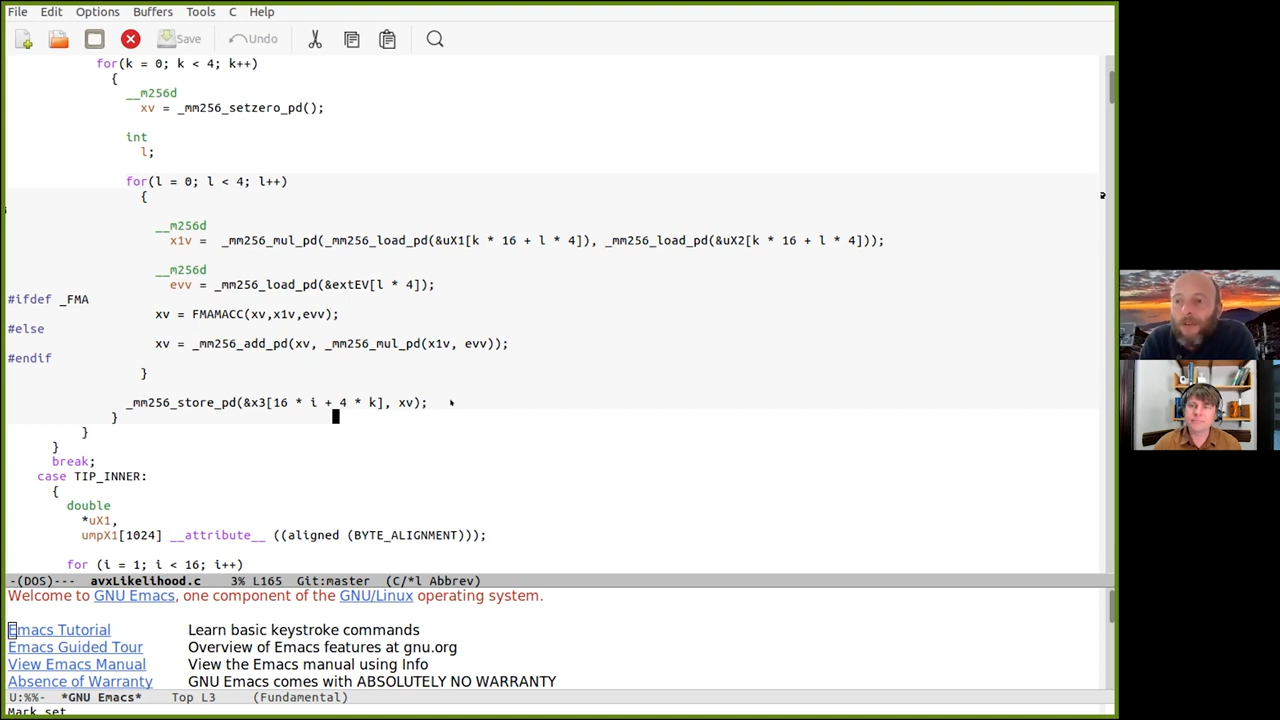 File Edit Options Buffers Tools C Help
Save Undo
for(k = 0; k < 4; k++)
{
__m256d
xv = _mm256_setzero_pd();
int
l;
for(l = 0; l < 4; l++)
{
__m256d
x1v =  _mm256_mul_pd(_mm256_load_pd(&uX1[k * 16 + l * 4]), _mm256_load_pd(&uX2[k * 16 + l * 4]));
__m256d
evv = _mm256_load_pd(&extEV[l * 4]);
#ifdef _FMA
xv = FMAMACC(xv,x1v,evv);
#else
xv = _mm256_add_pd(xv, _mm256_mul_pd(x1v, evv));
#endif
}
_mm256_store_pd(&x3[16 * i + 4 * k], xv);
}
}
}
break;
case TIP_INNER:
{
double
*uX1,
umpX1[1024] __attribute__ ((aligned (BYTE_ALIGNMENT)));
for (i = 1; i < 16; i++)
-(DOS)--- avxLikelihood.c 3% L165 Git:master (C/*l Abbrev)
Welcome to GNU Emacs, one component of the GNU/Linux operating system.
Emacs Tutorial Learn basic keystroke commands
Emacs Guided Tour Overview of Emacs features at gnu.org
View Emacs Manual View the Emacs manual using Info
Absence of Warranty GNU Emacs comes with ABSOLUTELY NO WARRANTY
U:%%- *GNU Emacs* Top L3 (Fundamental)
Mark set